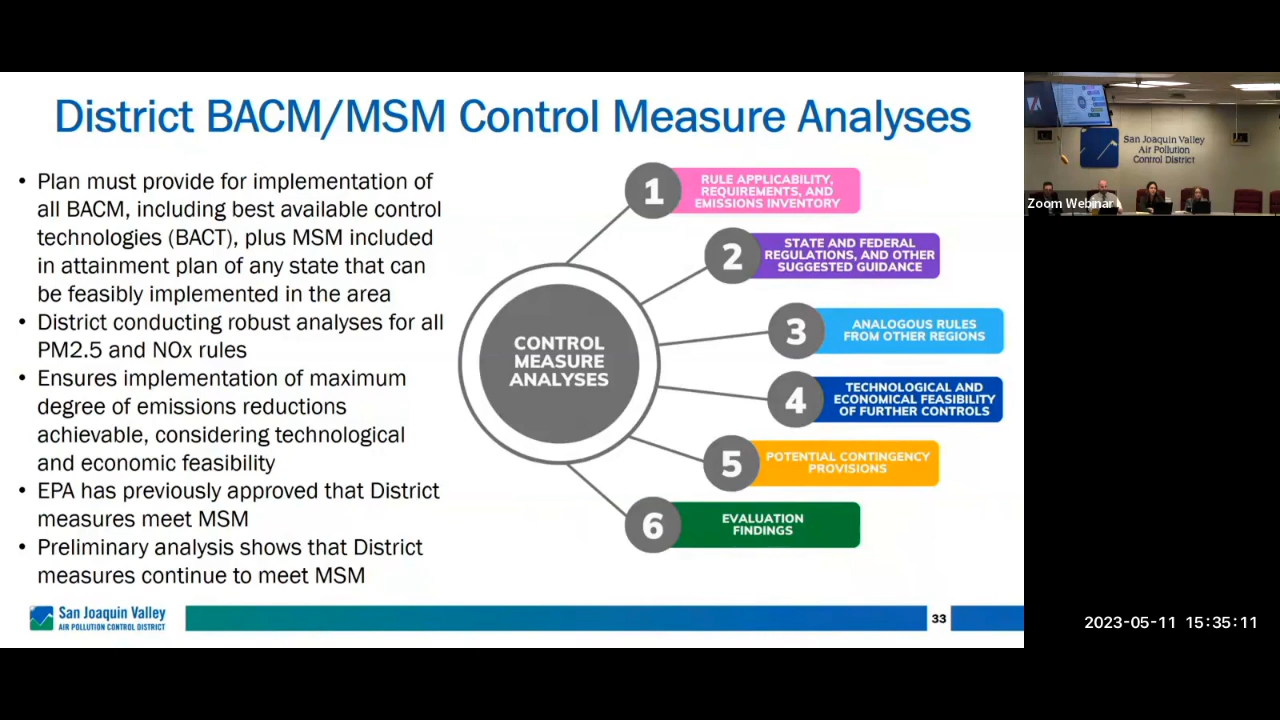 District BACM/MSM Control Measure Analyses
• Plan must provide for implementation of
all BACM, including best available control
technologies (BACT), plus MSM included
in attainment plan of any state that can
be feasibly implemented in the area
• District conducting robust analyses for all
PM2.5 and NOx rules
• Ensures implementation of maximum
degree of emissions reductions
achievable, considering technological
and economic feasibility
• EPA has previously approved that District
measures meet MSM
• Preliminary analysis shows that District
measures continue to meet MSM
CONTROL
MEASURE
ANALYSES
1
RULE APPLICABILITY,
REQUIREMENTS, AND
EMISSIONS INVENTORY
2
STATE AND FEDERAL
REGULATIONS, AND OTHER
SUGGESTED GUIDANCE
3
ANALOGOUS RULES
FROM OTHER REGIONS
4
TECHNOLOGICAL AND
ECONOMICAL FEASIBILITY
OF FURTHER CONTROLS
5
POTENTIAL CONTINGENCY
PROVISIONS
6
EVALUATION
FINDINGS
San Joaquin Valley
AIR POLLUTION CONTROL DISTRICT
33
San Joaquin Valley
Air Pollution
Control District
Zoom Webinar
2023-05-11 15:35:11